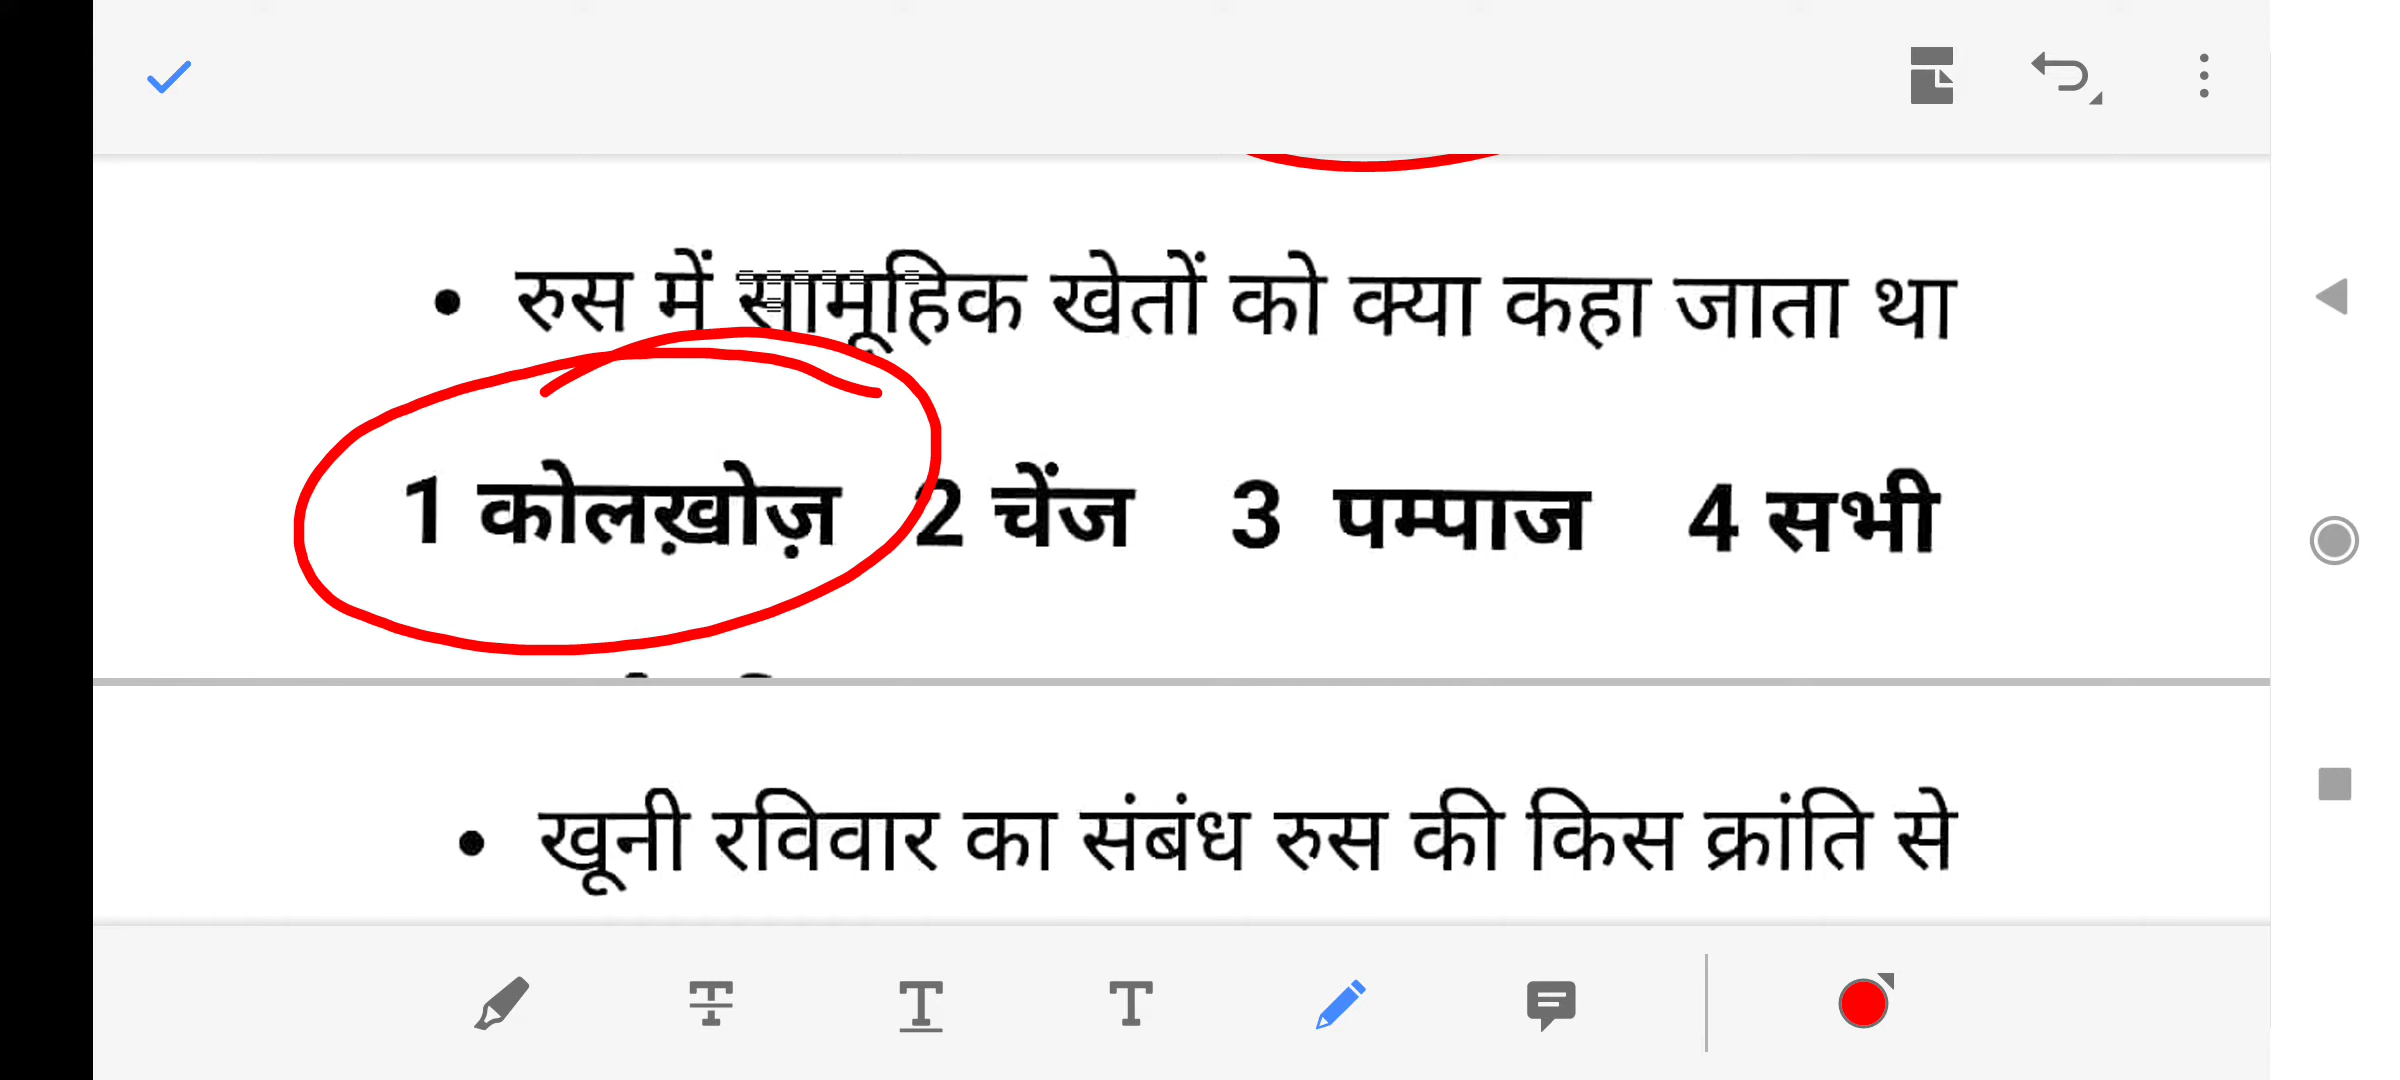 • रुस में सामूहिक खेतों को क्या कहा जाता था
1 कोलख़ोज़ 2 चेंज 3 पम्पाज 4 सभी
• खूनी रविवार का संबंध रुस की किस क्रांति से